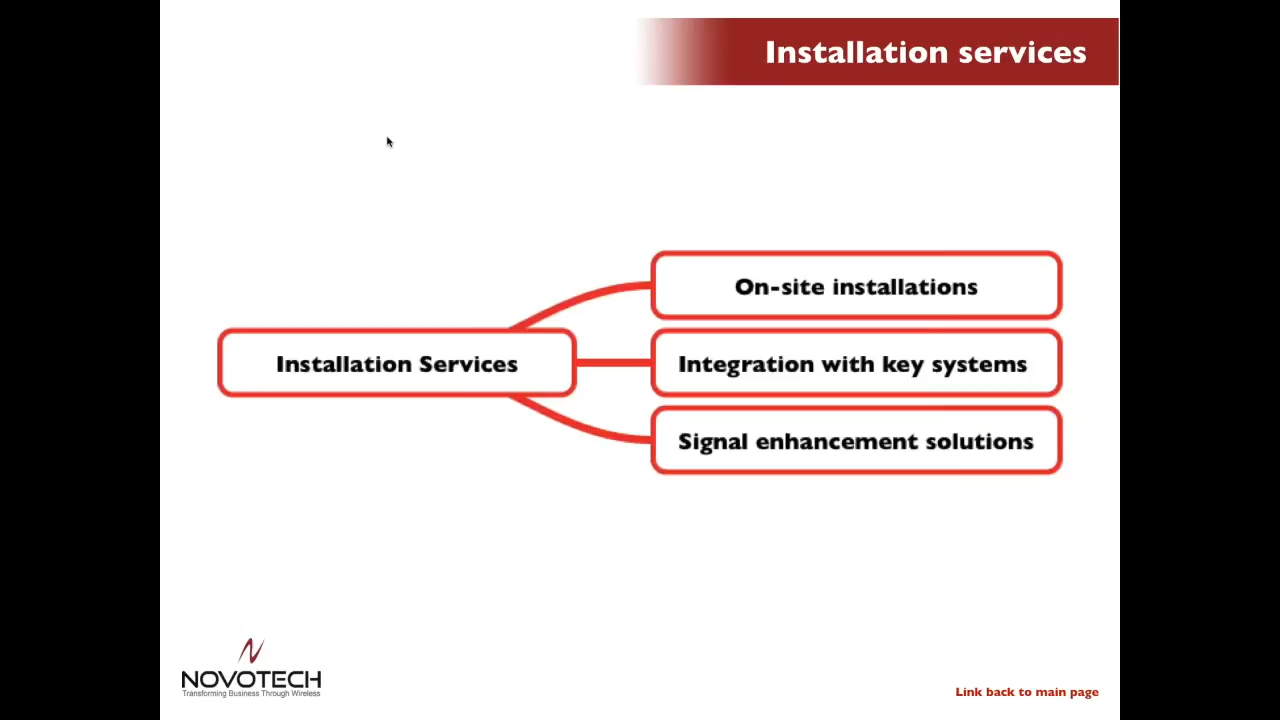 Installation services
On-site installations
Installation Services
Integration with key systems
Signal enhancement solutions
NOVOTECH
Transforming Business Through Wireless
Link back to main page